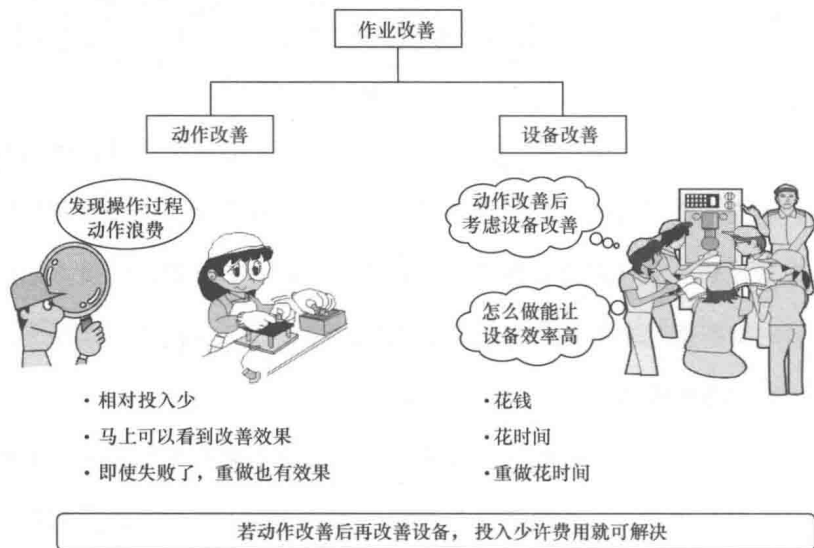 作业改善
动作改善
设备改善
发现操作过程
动作浪费
动作改善后
考虑设备改善
怎么做能让
设备效率高
·相对投入少
·马上可以看到改善效果
·即使失败了，重做也有效果
·花钱
·花时间
·重做花时间
若动作改善后再改善设备，投入少许费用就可解决